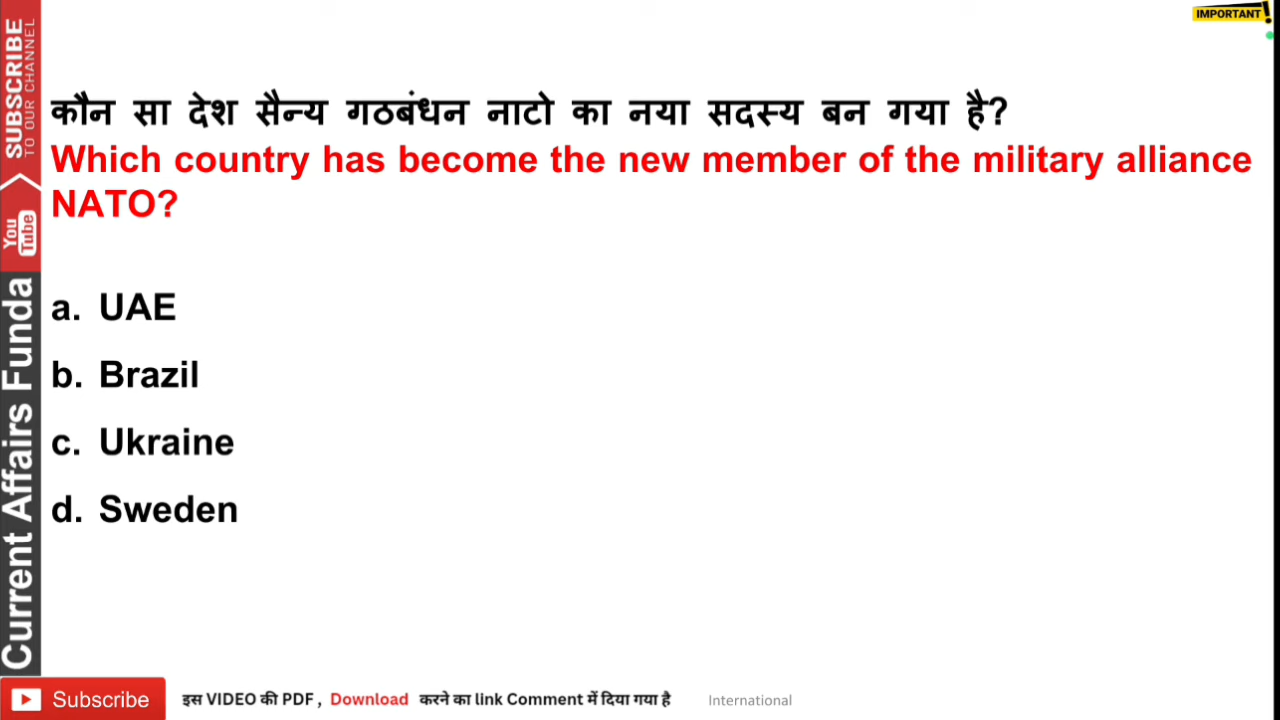 IMPORTANT!
कौन सा देश सैन्य गठबंधन नाटो का नया सदस्य बन गया है?
Which country has become the new member of the military alliance
NATO?
a. UAE
b. Brazil
c. Ukraine
d. Sweden
SUBSCRIBE
TO OUR CHANNEL
You
Tube
Current Affairs Funda
Subscribe इस VIDEO की PDF , Download करने का link Comment में दिया गया है International